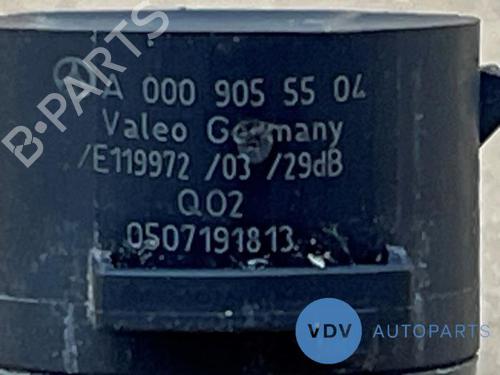 A 000 905 55 04
Valeo Germany
/E119972 /03 /29dB
Q02
0507191813
VDV AUTOPARTS
B-PARTS